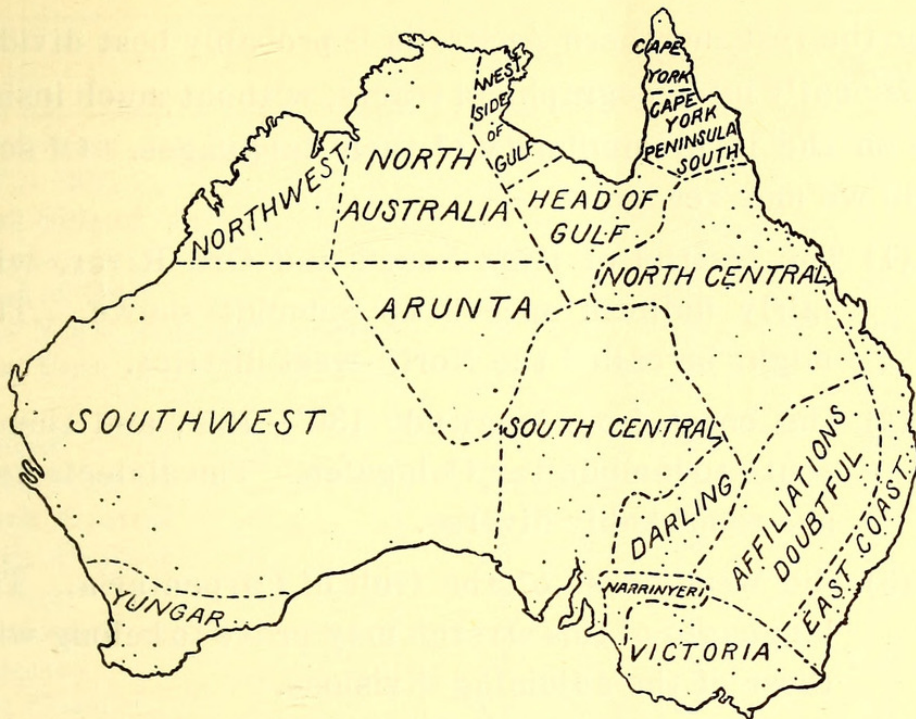 CAPE
YORK
CAPE
YORK
PENINSULA
SOUTH
WEST
SIDE
OF
GULF
NORTHWEST
NORTH
AUSTRALIA
HEAD OF
GULF
NORTH CENTRAL
ARUNTA
SOUTHWEST
SOUTH CENTRAL
DARLING
AFFILIATIONS
DOUBTFUL
EAST COAST
NARRINYERI
YUNGAR
VICTORIA